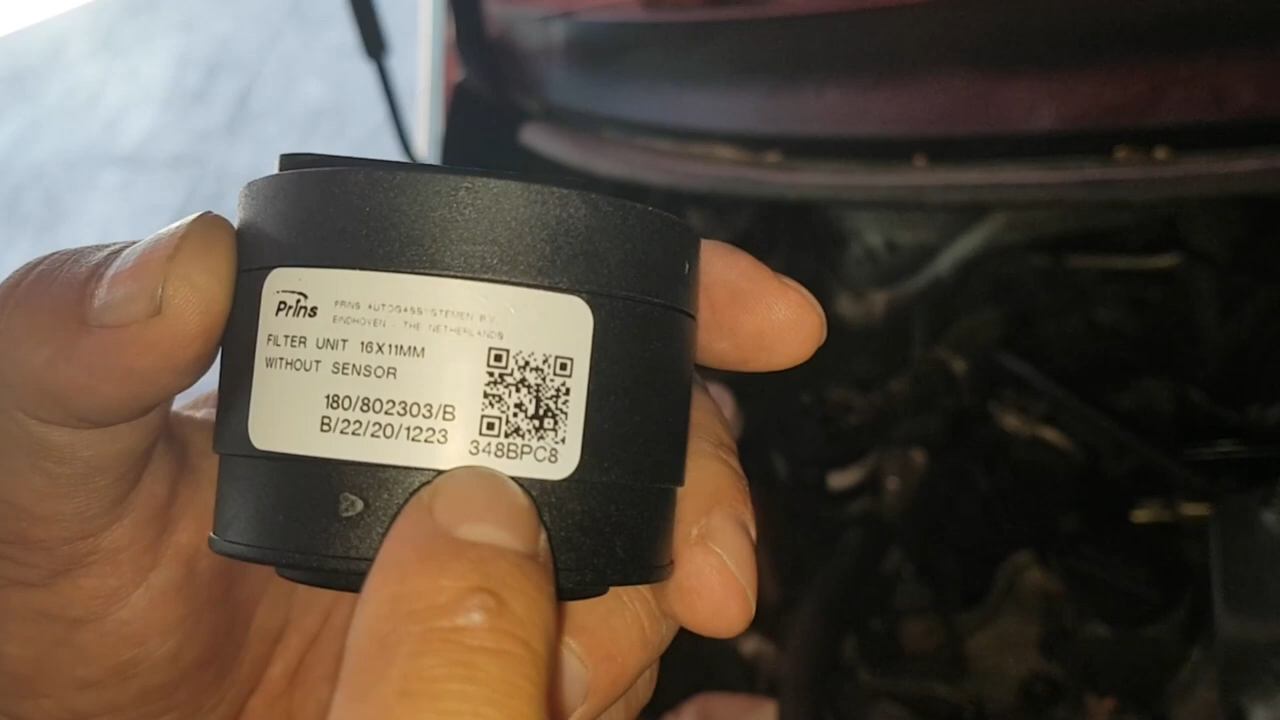 Prins
PRINS AUTOGASSYSTEMEN B.V.
EINDHOVEN - THE NETHERLANDS
FILTER UNIT 16X11MM
WITHOUT SENSOR
180/802303/B
B/22/20/1223
348BPC8